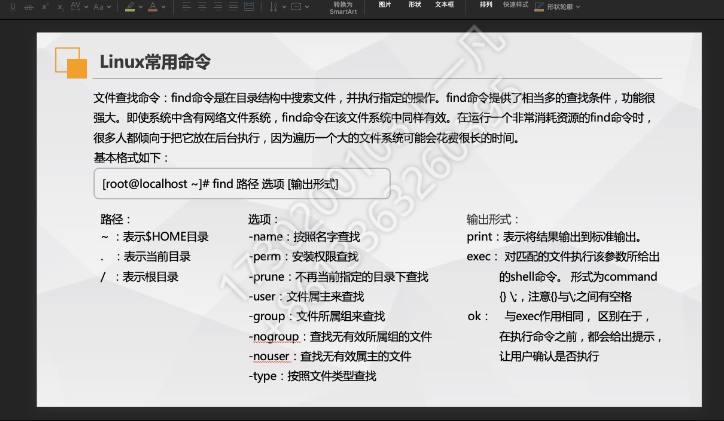 转换为
SmartArt
图片
形状
文本框
排列
快速样式
形状轮廓
Linux常用命令
文件查找命令：find命令是在目录结构中搜索文件，并执行指定的操作。find命令提供了相当多的查找条件，功能很
强大。即使系统中含有网络文件系统，find命令在该文件系统中同样有效。在运行一个非常消耗资源的find命令时，
很多人都倾向于把它放在后台执行，因为遍历一个大的文件系统可能会花费很长的时间。
基本格式如下：
[root@localhost ~]# find 路径 选项 [输出形式]
路径：
~ ：表示$HOME目录
. ：表示当前目录
/ ：表示根目录
选项：
-name：按照名字查找
-perm：安装权限查找
-prune：不再当前指定的目录下查找
-user：文件属主来查找
-group：文件所属组来查找
-nogroup：查找无有效所属组的文件
-nouser：查找无有效属主的文件
-type：按照文件类型查找
输出形式：
print：表示将结果输出到标准输出。
exec： 对匹配的文件执行该参数所给出
的shell命令。 形式为command
{} \;，注意{}与\;之间有空格
ok： 与exec作用相同， 区别在于，
在执行命令之前，都会给出提示，
让用户确认是否执行